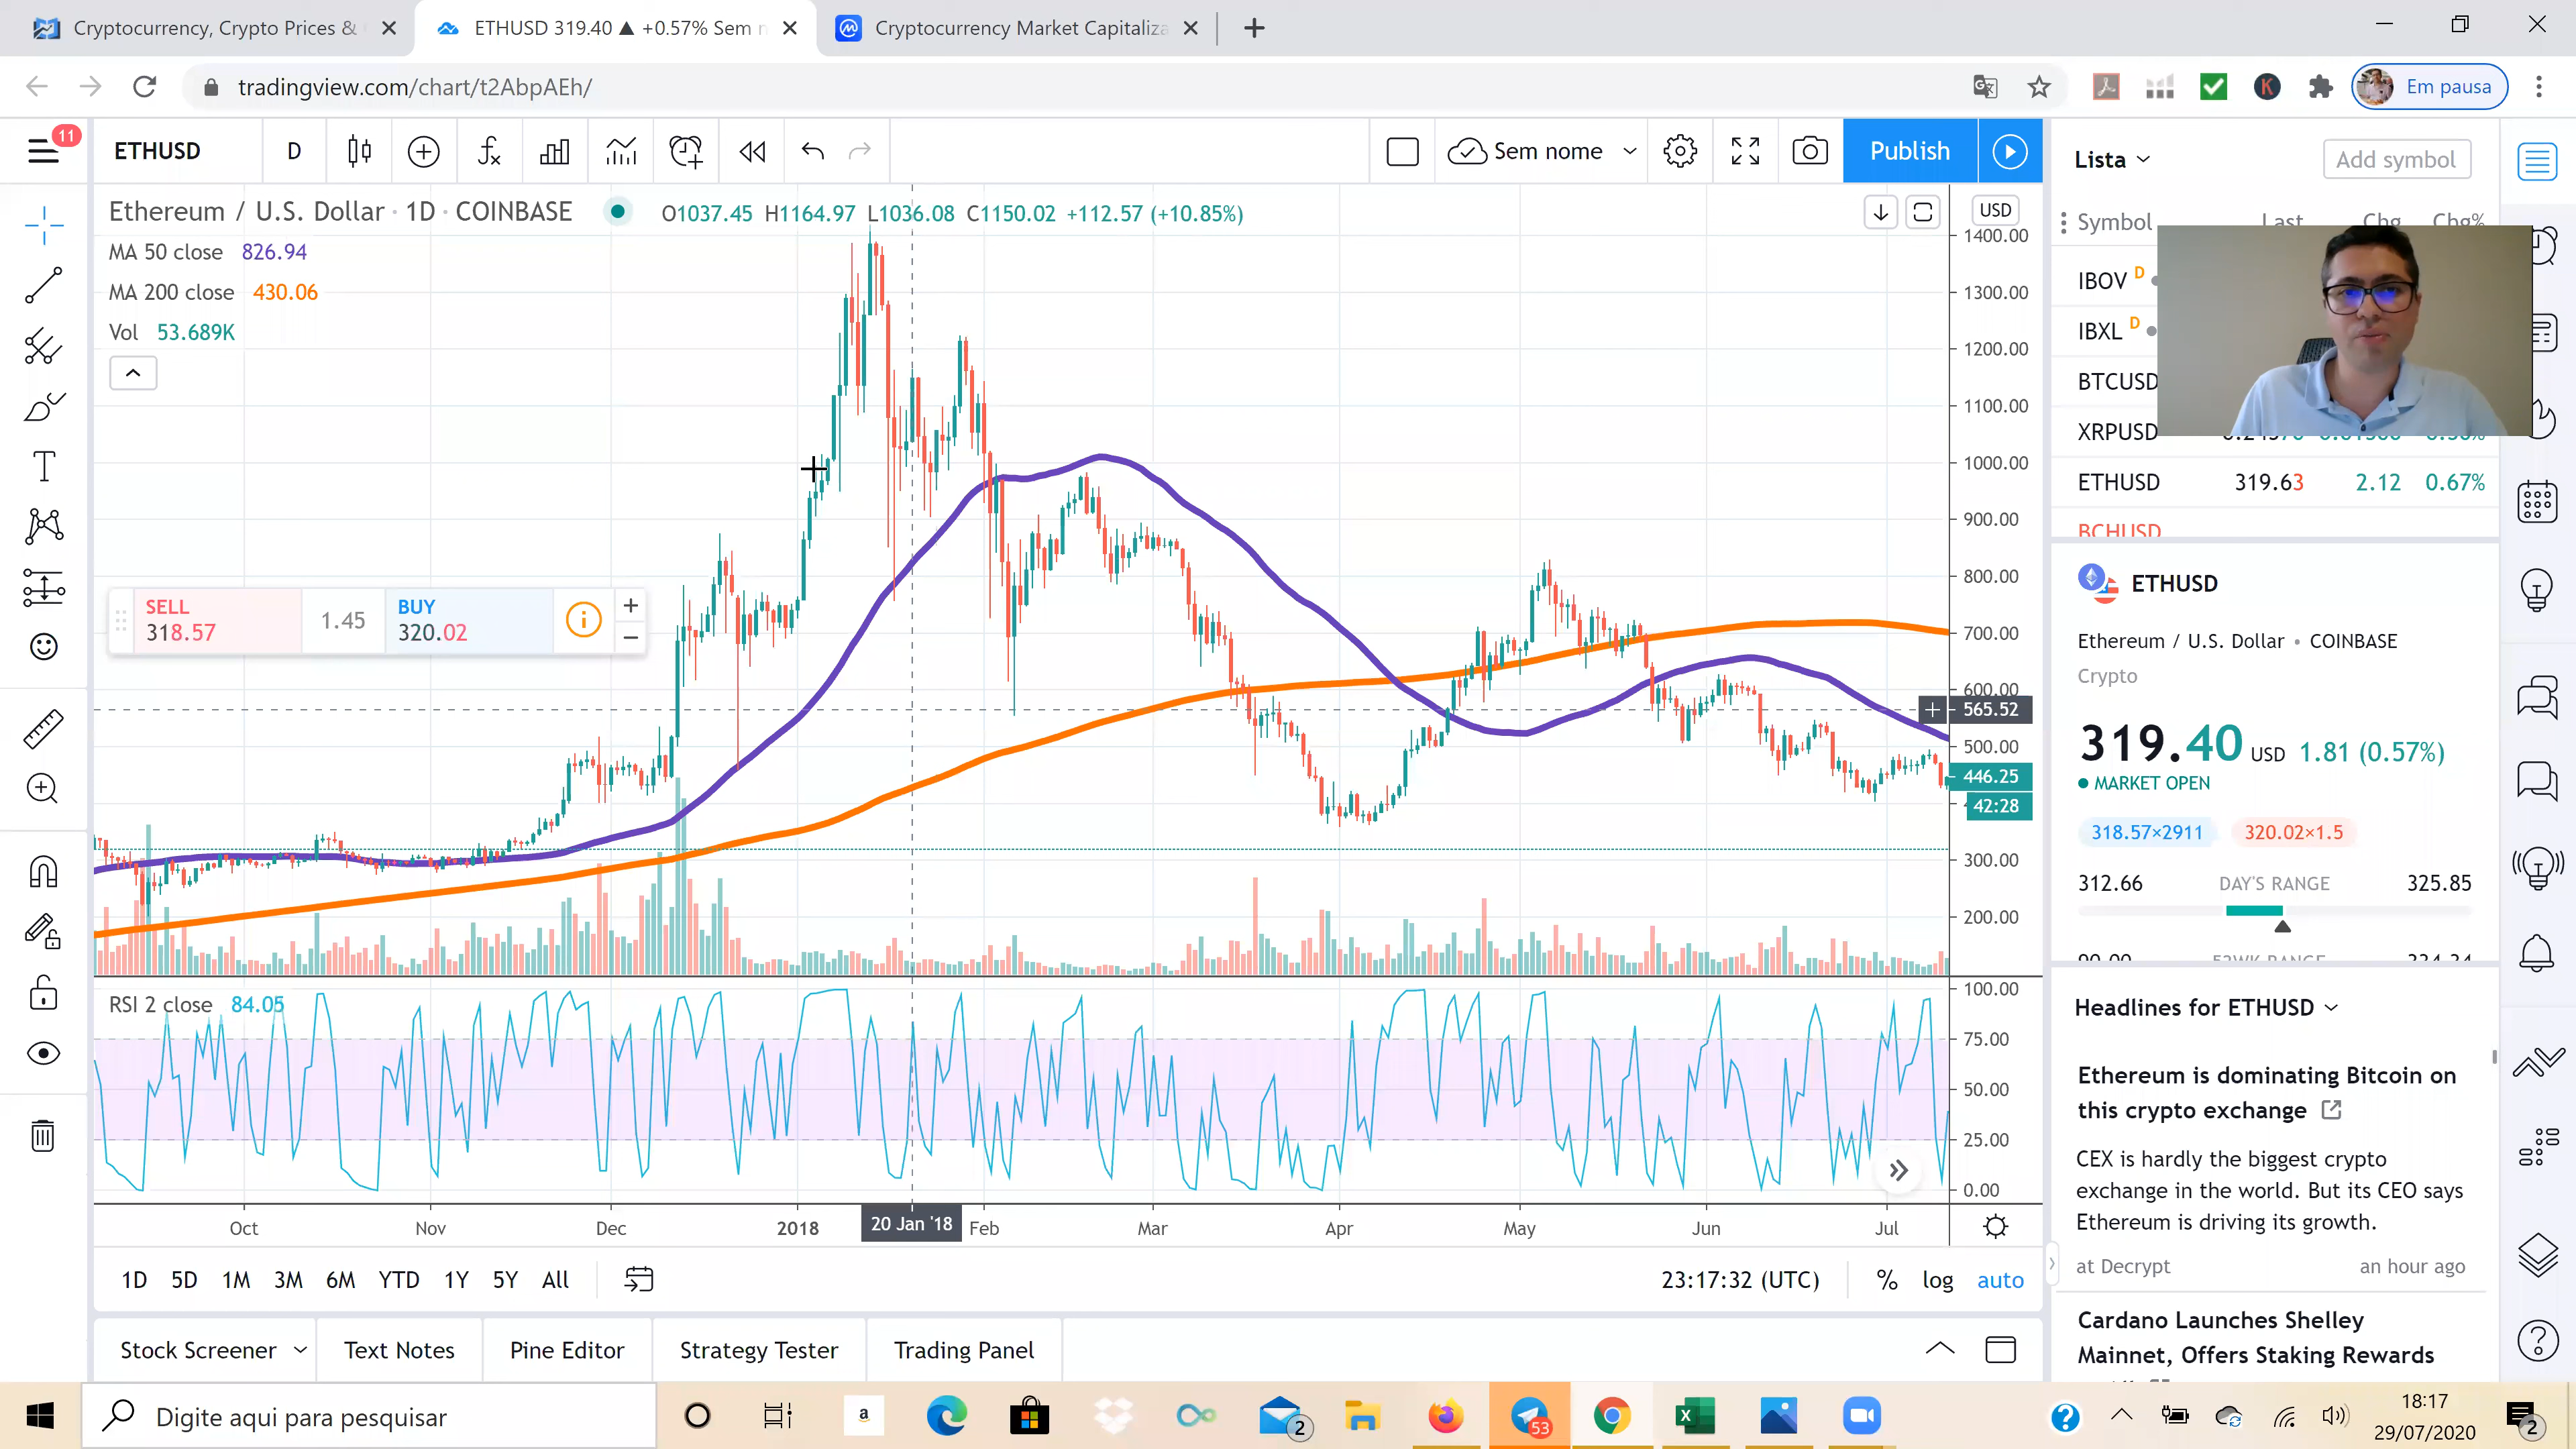 Cryptocurrency, Crypto Prices &
ETHUSD 319.40 ▲ +0.57% Sem n
Cryptocurrency Market Capitaliza
tradingview.com/chart/t2AbpAEh/
Em pausa
11
ETHUSD
D
Sem nome
Publish
Lista
Add symbol
Ethereum / U.S. Dollar · 1D · COINBASE
O1037.45 H1164.97 L1036.08 C1150.02 +112.57 (+10.85%)
MA 50 close 826.94
MA 200 close 430.06
Vol 53.689K
SELL
318.57
1.45
BUY
320.02
USD
1400.00
1300.00
1200.00
1100.00
1000.00
900.00
800.00
700.00
600.00
565.52
500.00
446.25
42:28
300.00
200.00
RSI 2 close 84.05
100.00
75.00
50.00
25.00
0.00
Oct
Nov
Dec
2018
20 Jan '18
Feb
Mar
Apr
May
Jun
Jul
1D 5D 1M 3M 6M YTD 1Y 5Y All
23:17:32 (UTC)
% log auto
Stock Screener
Text Notes
Pine Editor
Strategy Tester
Trading Panel
Symbol Last Chg Chg%
IBOV D
IBXL D
BTCUSD
XRPUSD
ETHUSD 319.63 2.12 0.67%
BCHUSD
ETHUSD
Ethereum / U.S. Dollar • COINBASE
Crypto
319.40 USD 1.81 (0.57%)
MARKET OPEN
318.57×2911
320.02×1.5
312.66 DAY'S RANGE 325.85
52WK RANGE
Headlines for ETHUSD
Ethereum is dominating Bitcoin on
this crypto exchange
CEX is hardly the biggest crypto
exchange in the world. But its CEO says
Ethereum is driving its growth.
at Decrypt
an hour ago
Cardano Launches Shelley
Mainnet, Offers Staking Rewards
Digite aqui para pesquisar
a
2
53
18:17
29/07/2020
2